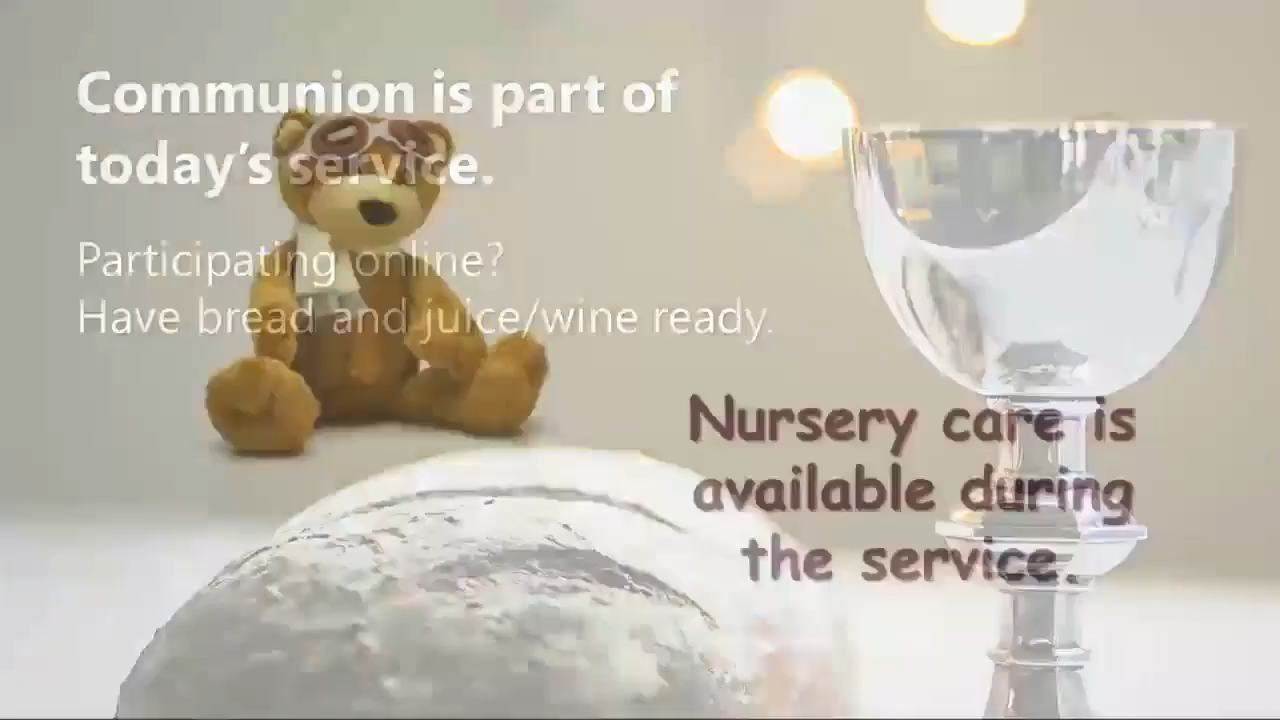 Communion is part of
today's service.
Participating online?
Have bread and juice/wine ready.
Nursery care is
available during
the service.